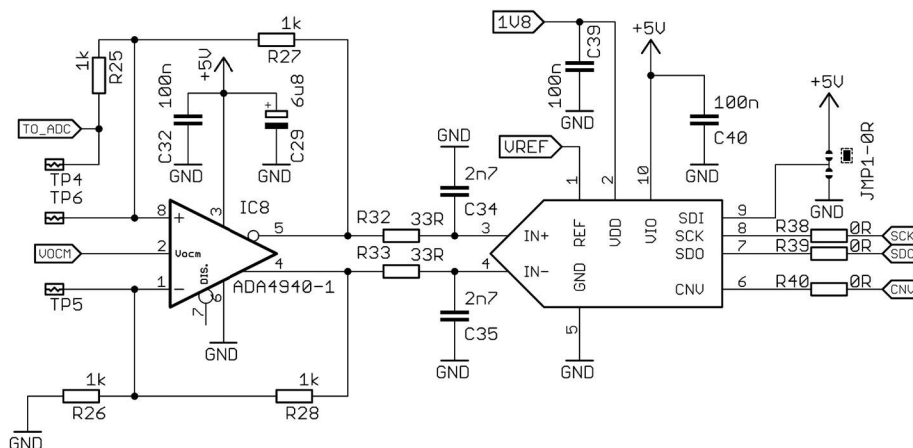 1k
R27
1k
R25
+5V
100n
C32
GND
6u8
+
C29
GND
TO_ADC
TP4
TP6
IC8
8
+
3
5
VOCM
2
Vocm
4
1
−
DIS.
6
7
ADA4940-1
TP5
GND
1k
R26
1k
R28
GND
R32
33R
R33
33R
GND
2n7
C34
2n7
C35
GND
1V8
C39
100n
GND
VREF
+5V
100n
C40
GND
1
2
10
3
IN+
4
IN-
REF
VDD
VIO
GND
5
GND
SDI
9
SCK
8
SDO
7
CNV
6
+5V
JMP1-0R
GND
R38
0R
SCK
R39
0R
SDO
R40
0R
CNV